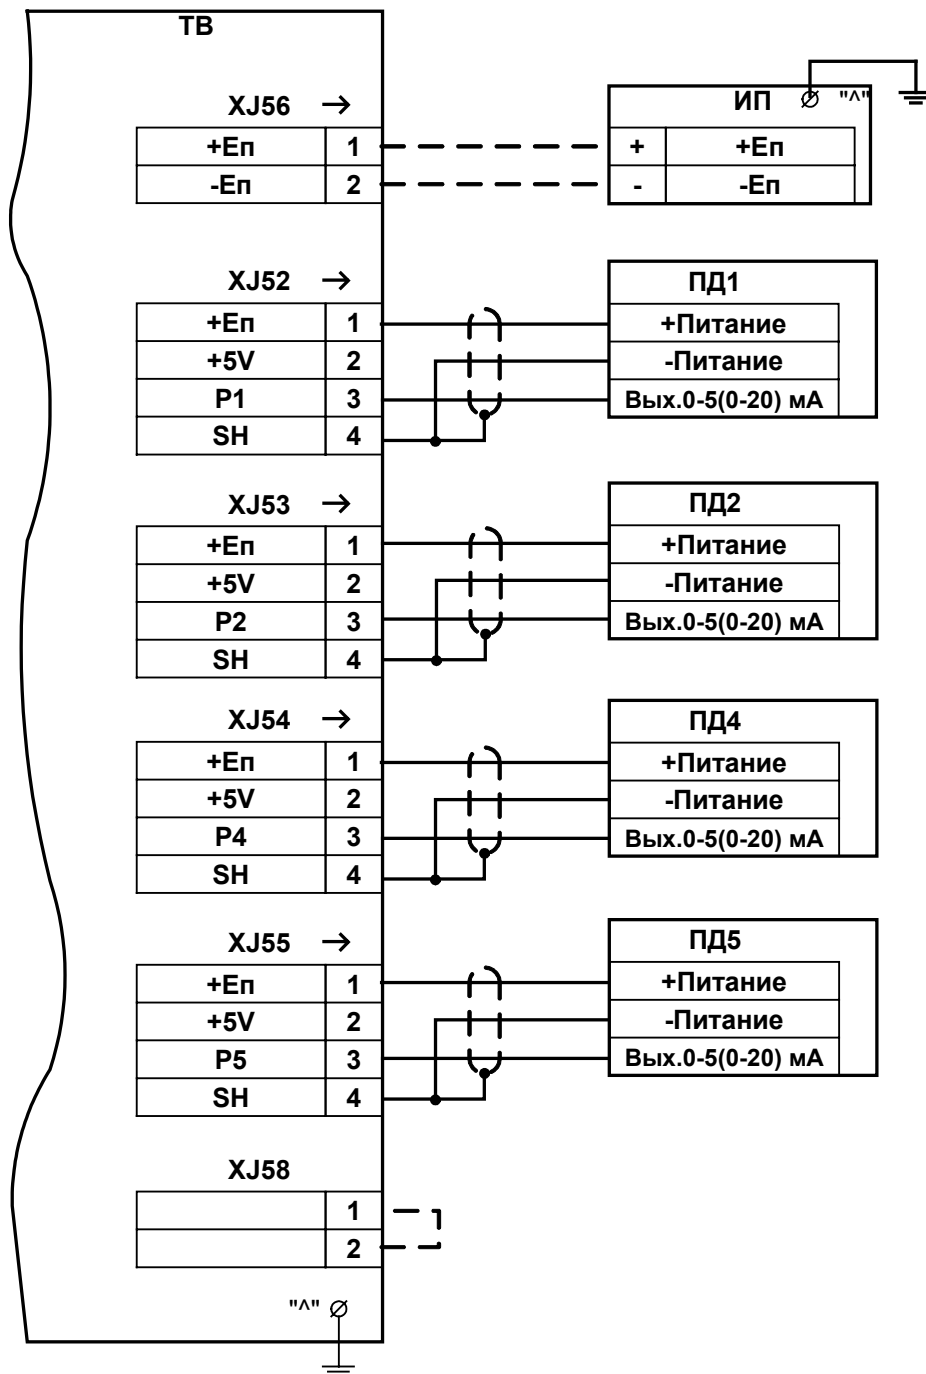 ТВ
XJ56 →
+Еп 1
-Еп 2
ИП "^"
+ +Еп
- -Еп
XJ52 →
+Еп 1
+5V 2
P1 3
SH 4
ПД1
+Питание
-Питание
Вых.0-5(0-20) мА
XJ53 →
+Еп 1
+5V 2
P2 3
SH 4
ПД2
+Питание
-Питание
Вых.0-5(0-20) мА
XJ54 →
+Еп 1
+5V 2
P4 3
SH 4
ПД4
+Питание
-Питание
Вых.0-5(0-20) мА
XJ55 →
+Еп 1
+5V 2
P5 3
SH 4
ПД5
+Питание
-Питание
Вых.0-5(0-20) мА
XJ58
1
2
"^"